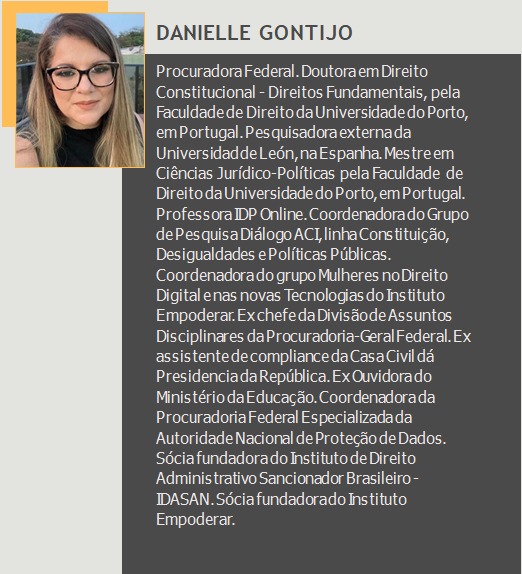 DANIELLE GONTIJO
Procuradora Federal. Doutora em Direito
Constitucional - Direitos Fundamentais, pela
Faculdade de Direito da Universidade do Porto,
em Portugal. Pesquisadora externa da
Universidad de León, na Espanha. Mestre em
Ciências Jurídico-Políticas pela Faculdade de
Direito da Universidade do Porto, em Portugal.
Professora IDP Online. Coordenadora do Grupo
de Pesquisa Diálogo ACI, linha Constituição,
Desigualdades e Políticas Públicas.
Coordenadora do grupo Mulheres no Direito
Digital e nas novas Tecnologias do Instituto
Empoderar. Ex chefe da Divisão de Assuntos
Disciplinares da Procuradoria-Geral Federal. Ex
assistente de compliance da Casa Civil dá
Presidencia da República. Ex Ouvidora do
Ministério da Educação. Coordenadora da
Procuradoria Federal Especializada da
Autoridade Nacional de Proteção de Dados.
Sócia fundadora do Instituto de Direito
Administrativo Sancionador Brasileiro -
IDASAN. Sócia fundadora do Instituto
Empoderar.